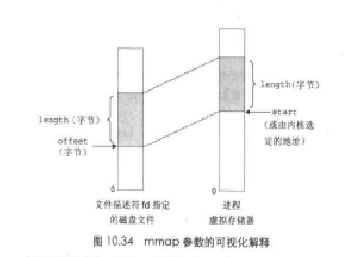 length(字节)
length(字节)
offset
(字节)
start
(或由内核选
定的地址)
0
0
文件描述符fd指定
的磁盘文件
进程
虚拟存储器
图 10.34 mmap 参数的可视化解释